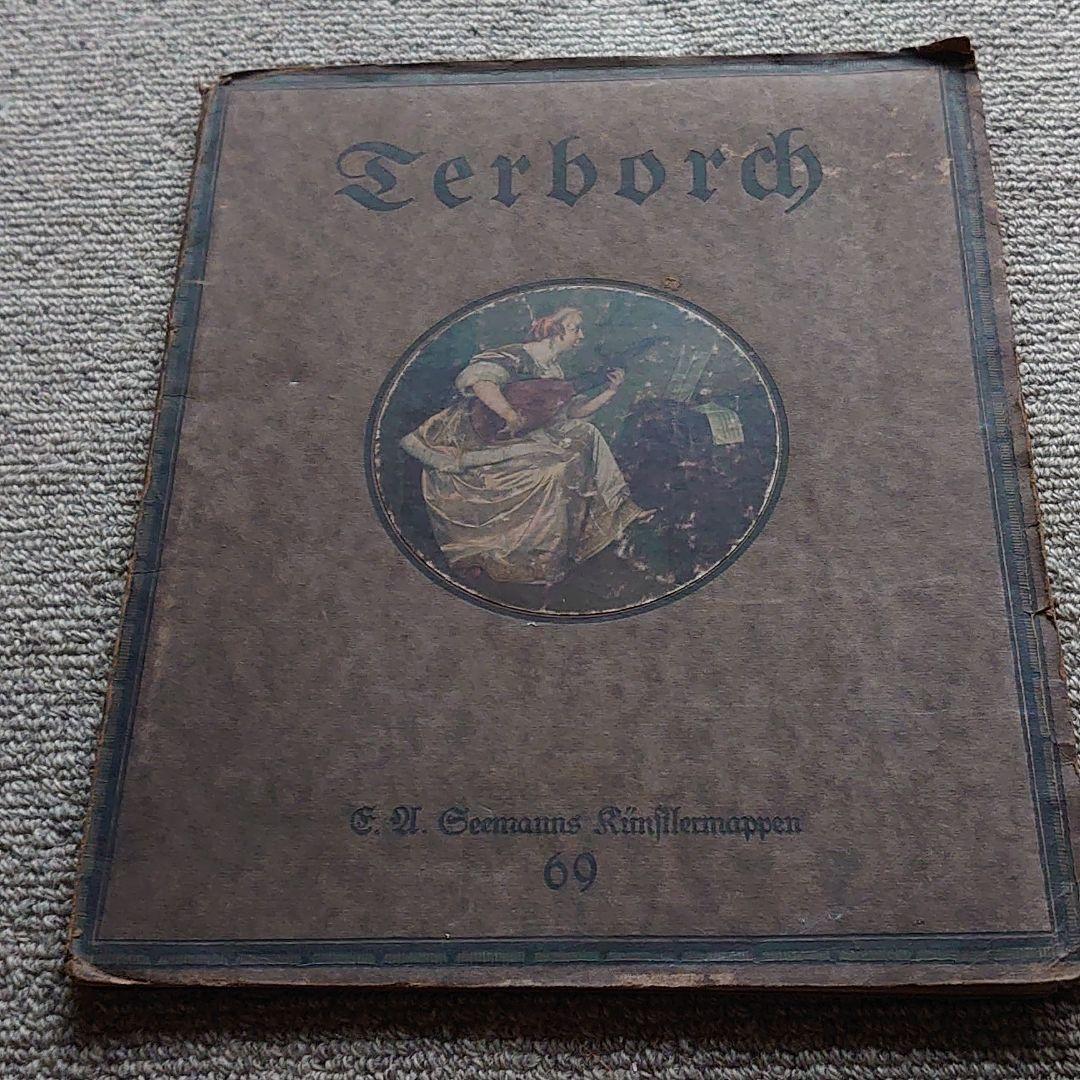 Terborch
E. A. Seemanns Künstlermappen
69